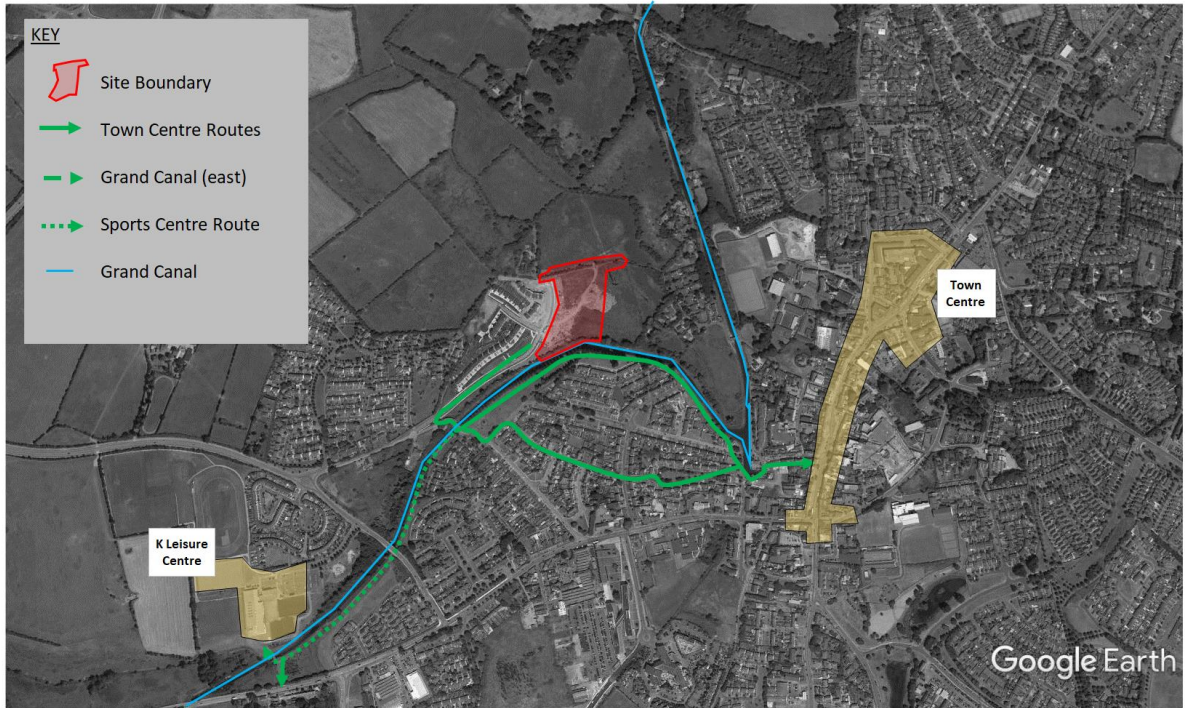 KEY
Site Boundary
Town Centre Routes
Grand Canal (east)
Sports Centre Route
Grand Canal
Town
Centre
K Leisure
Centre
Google Earth